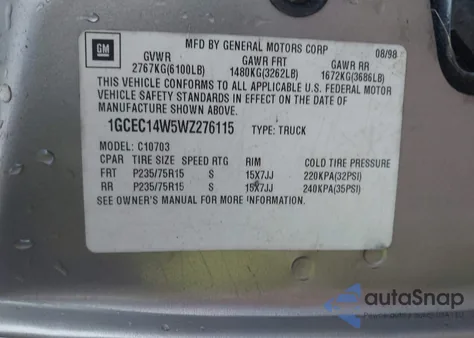 MFD BY GENERAL MOTORS CORP 08/98
GM
GVWR GAWR FRT GAWR RR
2767KG(6100LB) 1480KG(3262LB) 1672KG(3686LB)
THIS VEHICLE CONFORMS TO ALL APPLICABLE U.S. FEDERAL MOTOR
VEHICLE SAFETY STANDARDS IN EFFECT ON THE DATE OF
MANUFACTURE SHOWN ABOVE.
1GCEC14W5WZ276115 TYPE: TRUCK
MODEL: C10703
CPAR TIRE SIZE SPEED RTG RIM COLD TIRE PRESSURE
FRT P235/75R15 S 15X7JJ 220KPA(32PSI)
RR P235/75R15 S 15X7JJ 240KPA(35PSI)
SEE OWNER'S MANUAL FOR MORE INFORMATION.
autoSnap